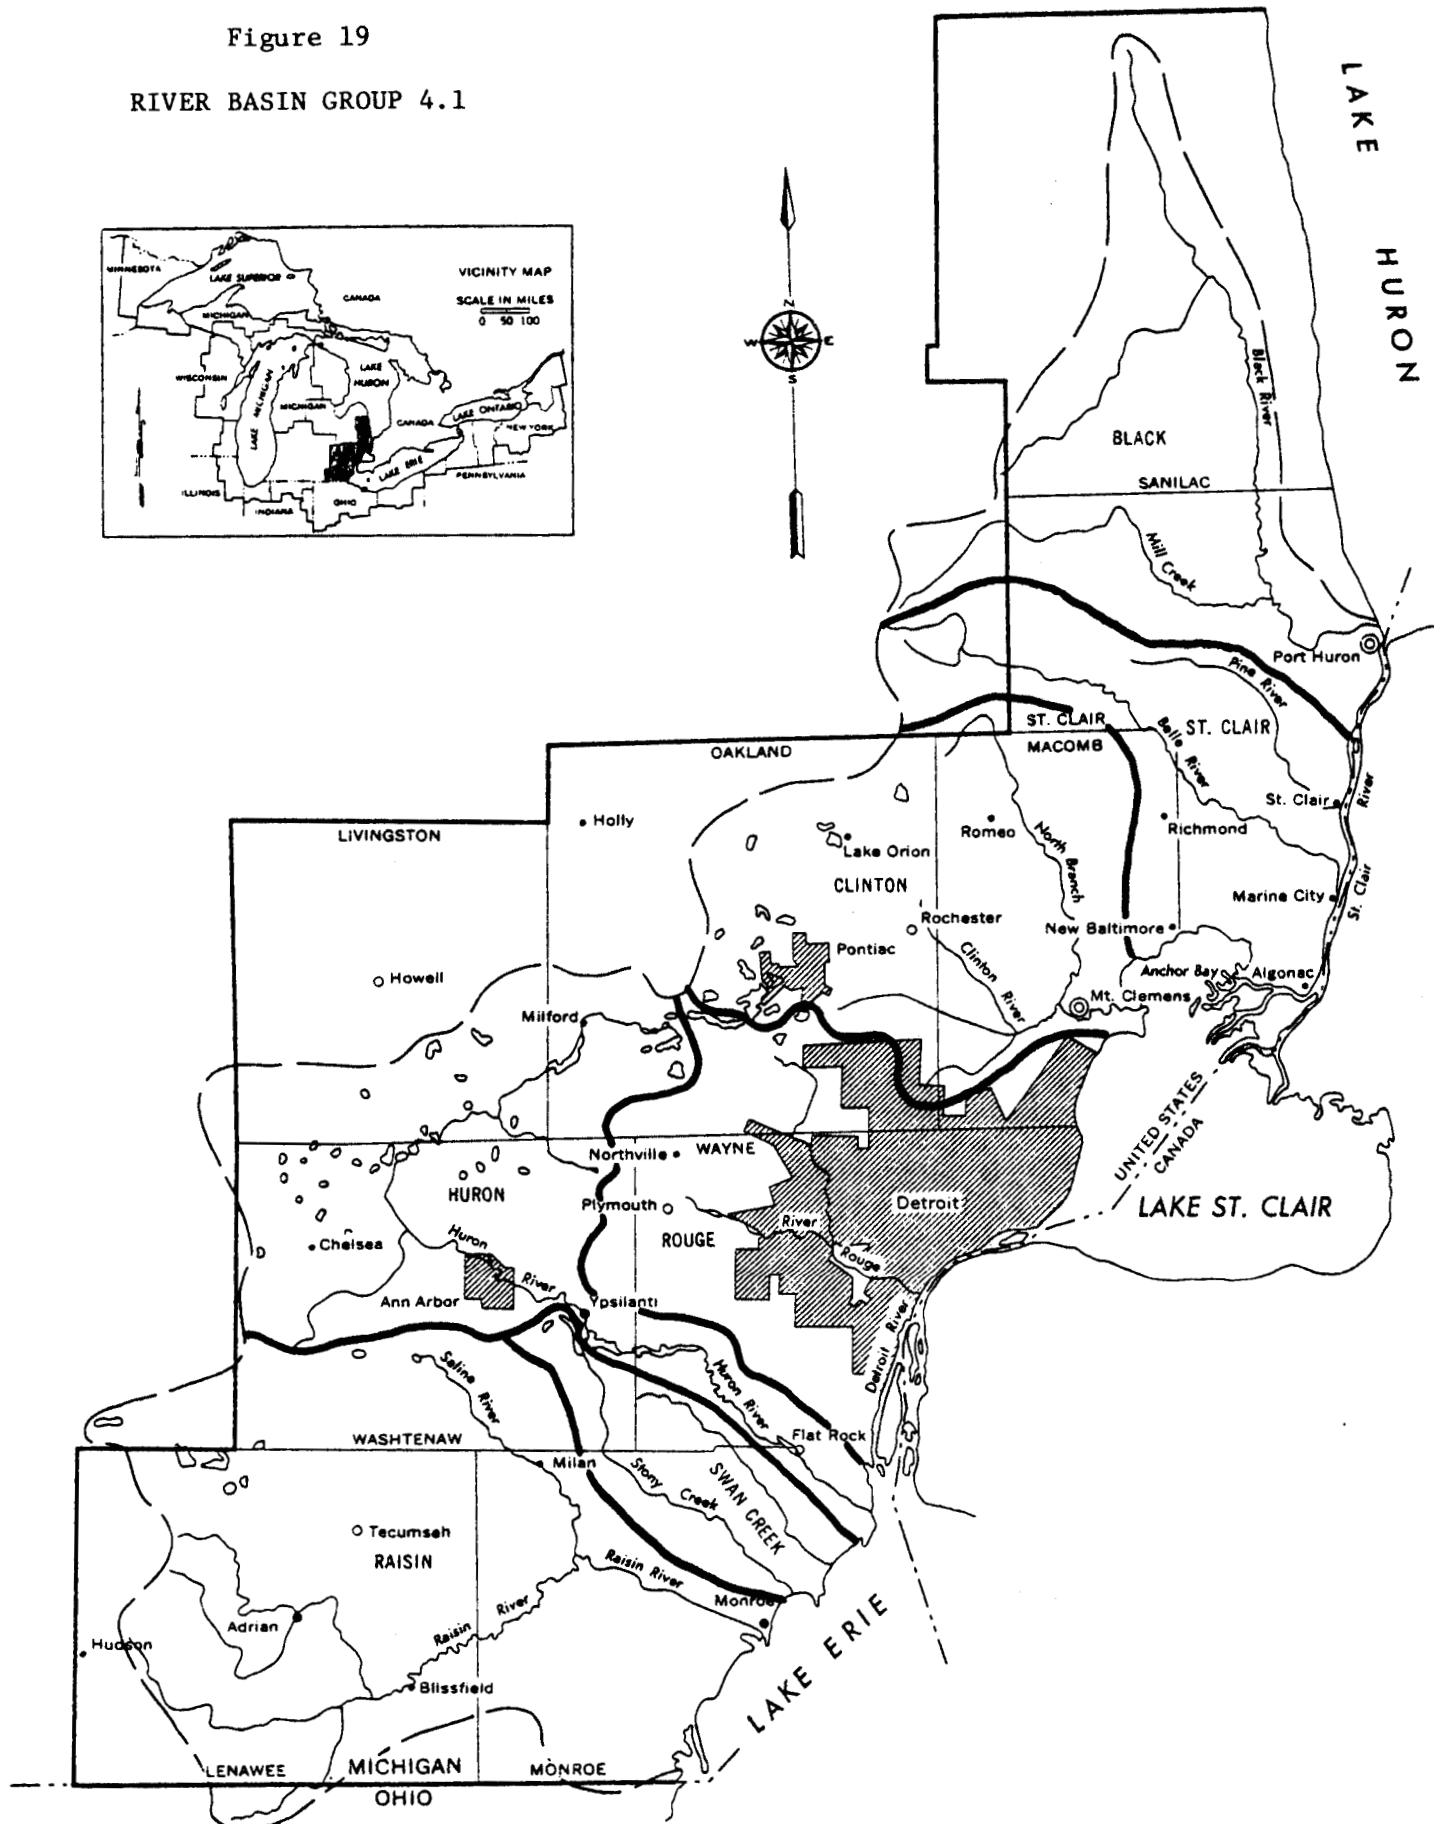 Figure 19
RIVER BASIN GROUP 4.1
LAKE HURON
MINNESOTA
LAKE SUPERIOR
VICINITY MAP
CANADA
SCALE IN MILES
0 50 100
MICHIGAN
WISCONSIN
LAKE MICHIGAN
LAKE
HURON
MICHIGAN
CANADA
LAKE ONTARIO
NEW YORK
LAKE ERIE
PENNSYLVANIA
ILLINOIS
INDIANA
OHIO
N
W E
S
Black River
BLACK
SANILAC
Mill Creek
Port Huron
Pine River
ST. CLAIR
ST. CLAIR
Belle River
OAKLAND
MACOMB
St. Clair
River
LIVINGSTON
Holly
Lake Orion
Romeo
North Branch
Richmond
CLINTON
Marine City
St. Clair
Rochester
New Baltimore
Pontiac
Clinton River
Howell
Anchor Bay
Algonac
Milford
Mt. Clemens
UNITED STATES
CANADA
Northville
WAYNE
HURON
Plymouth
Detroit
LAKE ST. CLAIR
ROUGE
River
Rouge
Chelsea
Huron
River
Ann Arbor
Ypsilanti
Detroit River
Saline River
Huron River
Flat Rock
WASHTENAW
Milan
Stony Creek
SWAN CREEK
Tecumseh
RAISIN
Raisin River
Monroe
Adrian
Raisin River
Hudson
Blissfield
LAKE ERIE
LENAWEE
MICHIGAN
MONROE
OHIO